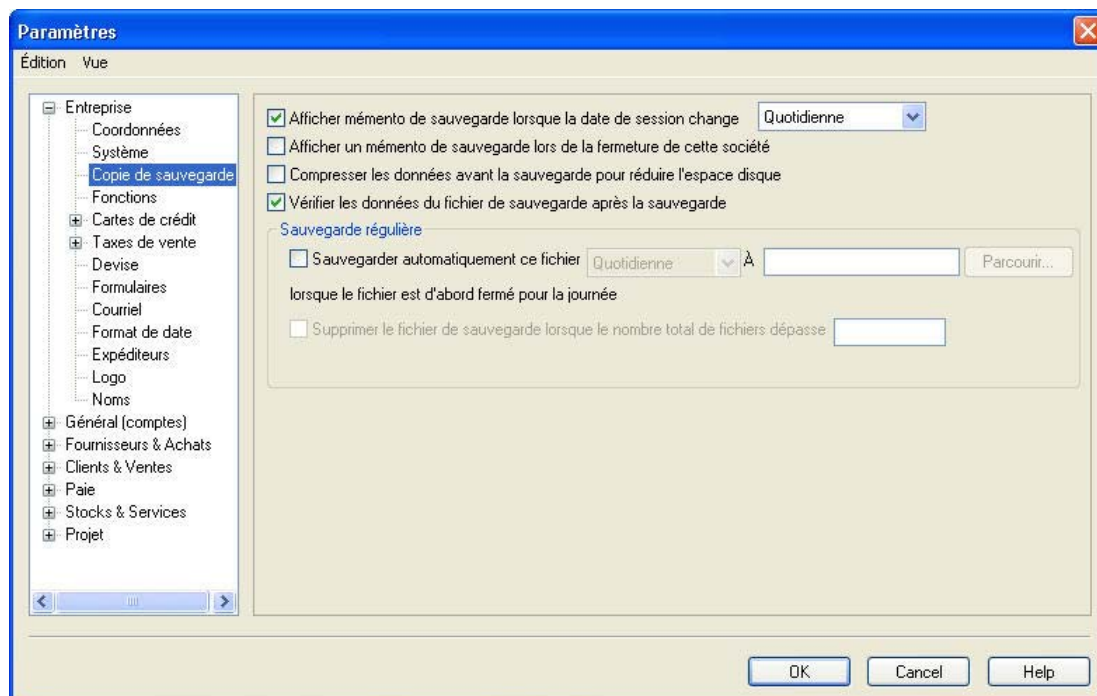 Paramètres
Édition Vue
Entreprise
Coordonnées
Système
Copie de sauvegarde
Fonctions
Cartes de crédit
Taxes de vente
Devise
Formulaires
Courriel
Format de date
Expéditeurs
Logo
Noms
Général (comptes)
Fournisseurs & Achats
Clients & Ventes
Paie
Stocks & Services
Projet
Afficher mémento de sauvegarde lorsque la date de session change Quotidienne
Afficher un mémento de sauvegarde lors de la fermeture de cette société
Compresser les données avant la sauvegarde pour réduire l'espace disque
Vérifier les données du fichier de sauvegarde après la sauvegarde
Sauvegarde régulière
Sauvegarder automatiquement ce fichier Quotidienne À Parcourir...
lorsque le fichier est d'abord fermé pour la journée
Supprimer le fichier de sauvegarde lorsque le nombre total de fichiers dépasse
OK Cancel Help